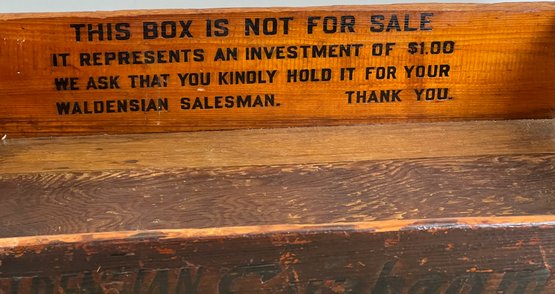 THIS BOX IS NOT FOR SALE
IT REPRESENTS AN INVESTMENT OF $1.00
WE ASK THAT YOU KINDLY HOLD IT FOR YOUR
WALDENSIAN SALESMAN. THANK YOU.